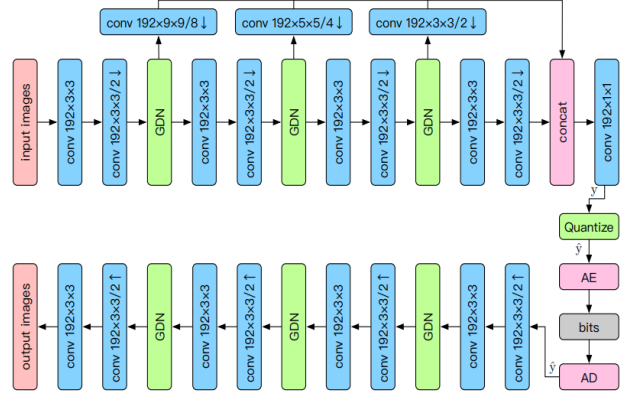 conv 192×9×9/8↓
conv 192×5×5/4↓
conv 192×3×3/2↓
input images
conv 192×3×3
conv 192×3×3/2↓
GDN
conv 192×3×3
conv 192×3×3/2↓
GDN
conv 192×3×3
conv 192×3×3/2↓
GDN
conv 192×3×3
conv 192×3×3/2↓
concat
conv 192×1×1
y
Quantize
ŷ
AE
bits
ŷ
AD
output images
conv 192×3×3
conv 192×3×3/2↑
GDN
conv 192×3×3
conv 192×3×3/2↑
GDN
conv 192×3×3
conv 192×3×3/2↑
GDN
conv 192×3×3
conv 192×3×3/2↑